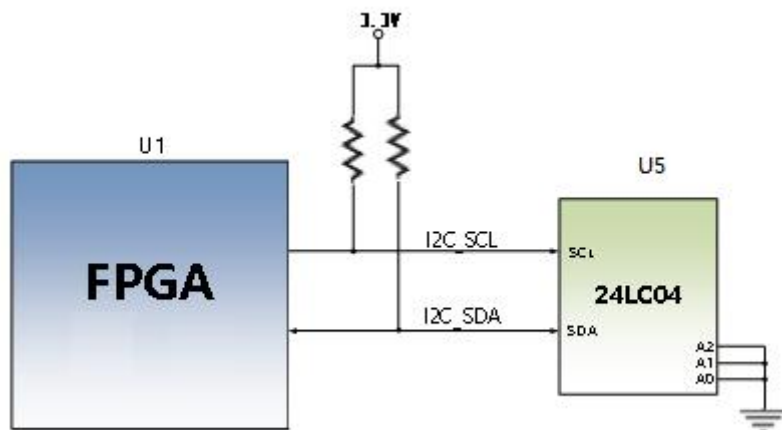 3.3V
U1
U5
FPGA
I2C_SCL
SCL
24LC04
I2C_SDA
SDA
A2
A1
A0